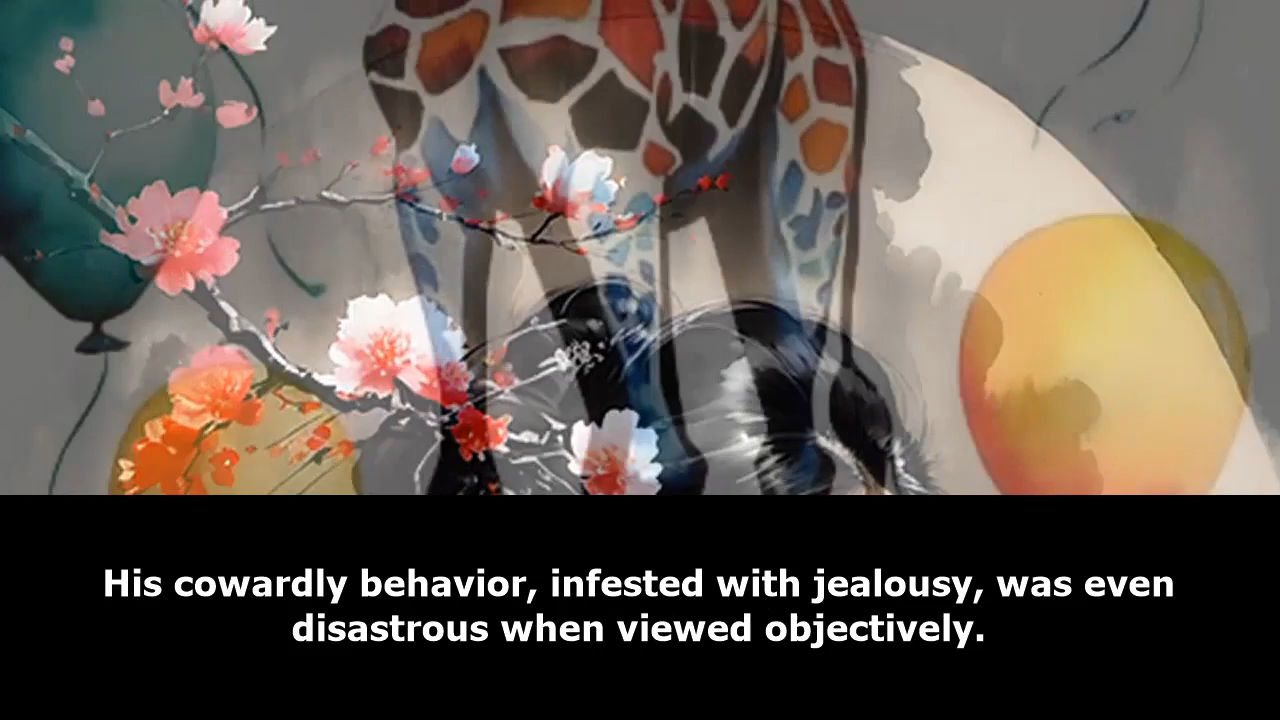 His cowardly behavior, infested with jealousy, was even
disastrous when viewed objectively.